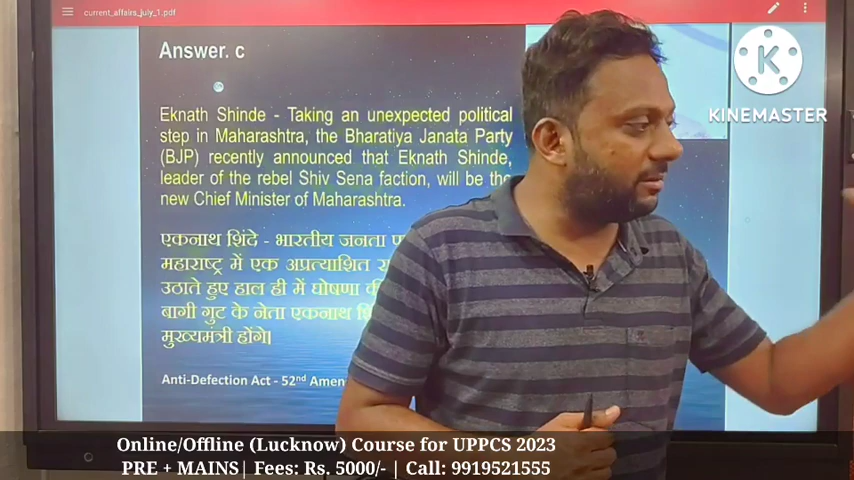 current_affairs_july_1.pdf
Answer. c
KINEMASTER
Eknath Shinde - Taking an unexpected political
step in Maharashtra, the Bharatiya Janata Party
(BJP) recently announced that Eknath Shinde,
leader of the rebel Shiv Sena faction, will be the
new Chief Minister of Maharashtra.
एकनाथ शिंदे - भारतीय जनता
महाराष्ट्र में एक अप्रत्याशित
उठाते हुए हाल ही में घोषणा
बागी गुट के नेता एकनाथ
मुख्यमत्री होंगे।
Anti-Defection Act - 52nd Amen
Online/Offline (Lucknow) Course for UPPCS 2023
PRE + MAINS| Fees: Rs. 5000/- | Call: 9919521555